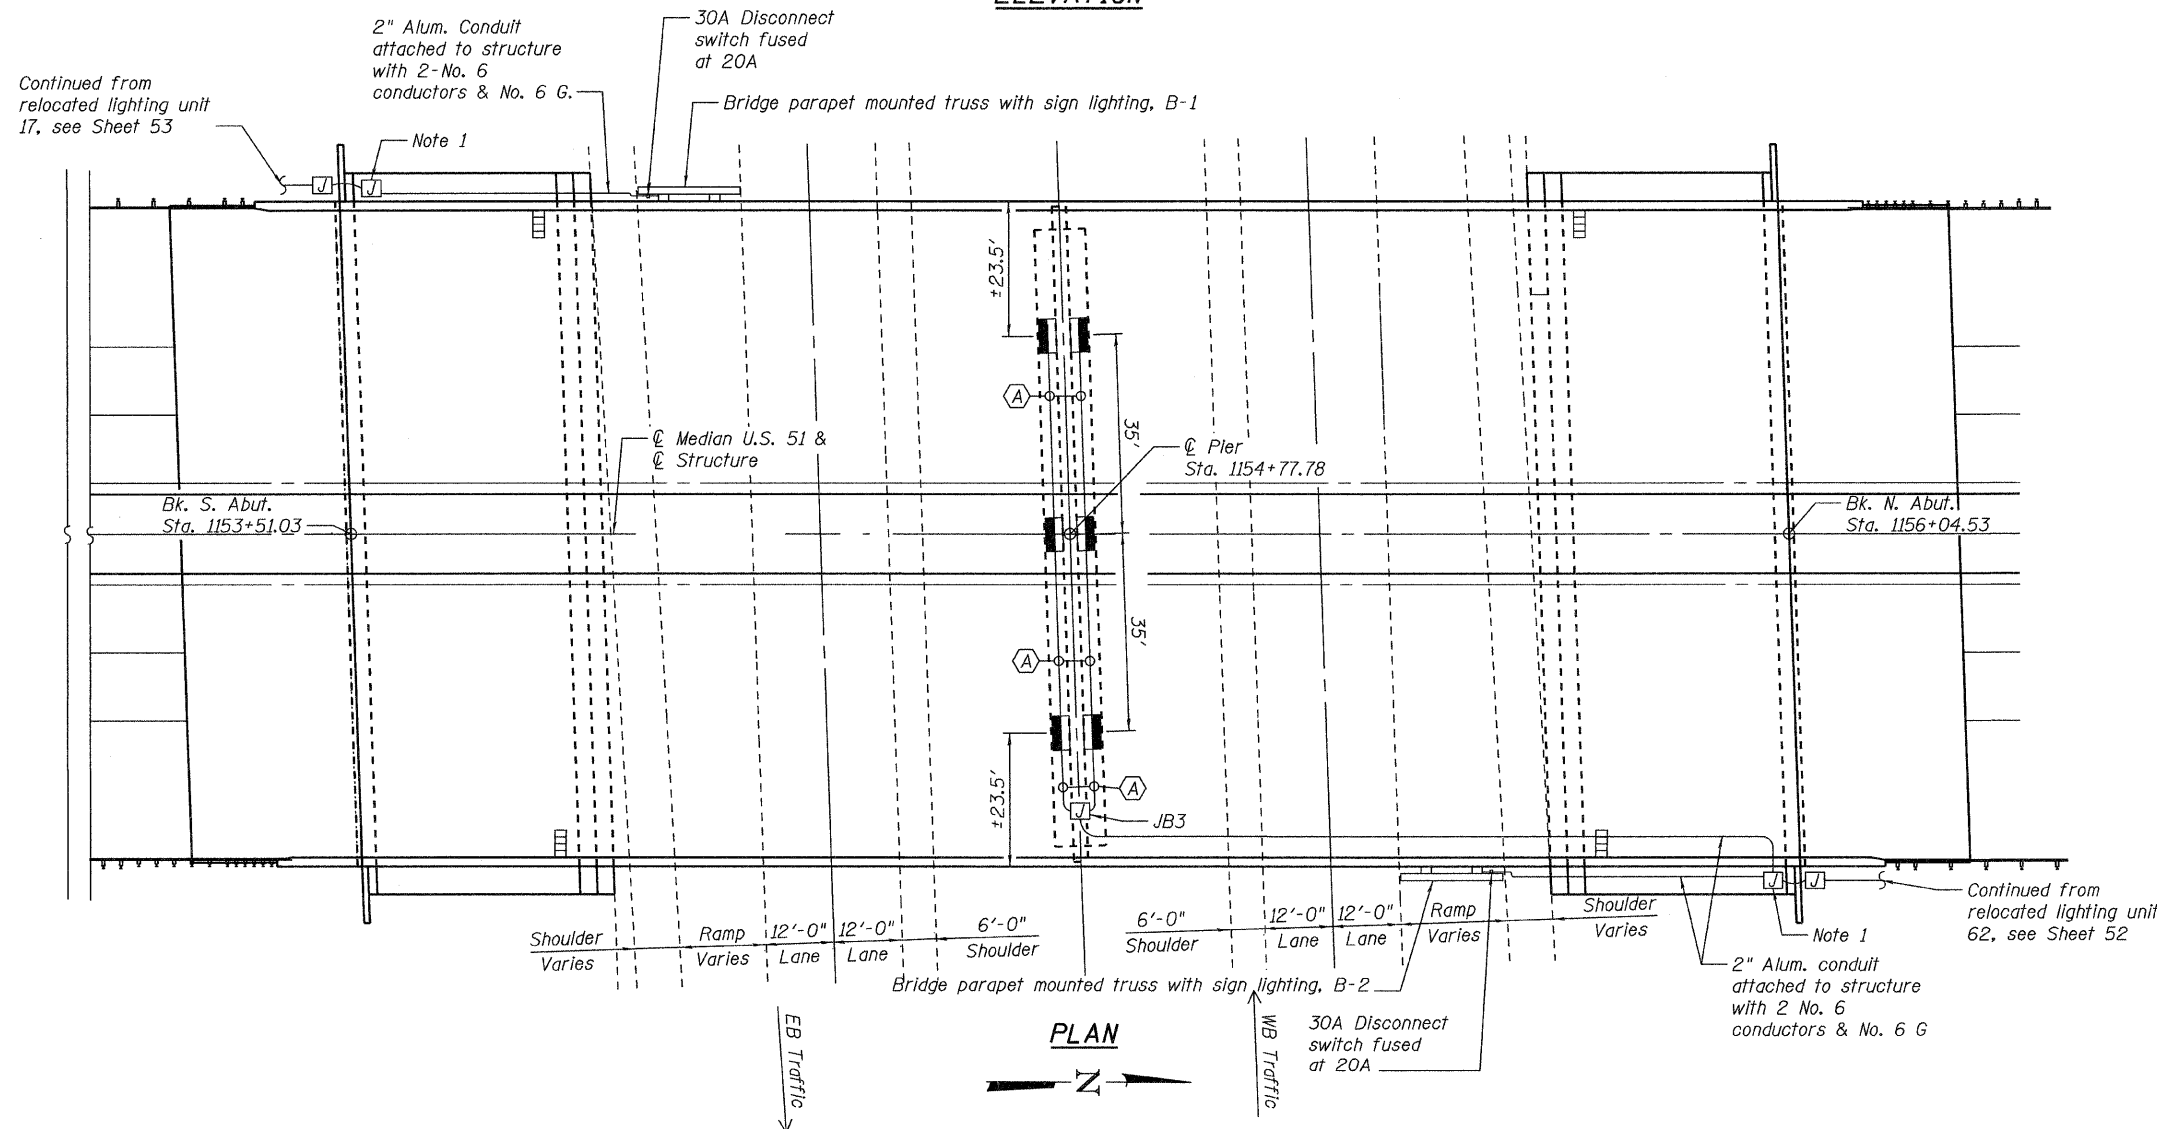 ELEVATION
2" Alum. Conduit
attached to structure
with 2-No. 6
conductors & No. 6 G.
30A Disconnect
switch fused
at 20A
Continued from
relocated lighting unit
17, see Sheet 53
Bridge parapet mounted truss with sign lighting, B-1
Note 1
J
J
±23.5'
A
35'
℄ Median U.S. 51 &
℄ Structure
℄ Pier
Sta. 1154+77.78
Bk. S. Abut.
Sta. 1153+51.03
Bk. N. Abut.
Sta. 1156+04.53
35'
A
±23.5'
A
J
JB3
J
J
Continued from
relocated lighting unit
62, see Sheet 52
Note 1
Shoulder
Varies
Ramp
Varies
12'-0"
Lane
12'-0"
Lane
6'-0"
Shoulder
6'-0"
Shoulder
12'-0"
Lane
12'-0"
Lane
Ramp
Varies
Shoulder
Varies
2" Alum. conduit
attached to structure
with 2 No. 6
conductors & No. 6 G
Bridge parapet mounted truss with sign lighting, B-2
30A Disconnect
switch fused
at 20A
EB Traffic
WB Traffic
PLAN
N